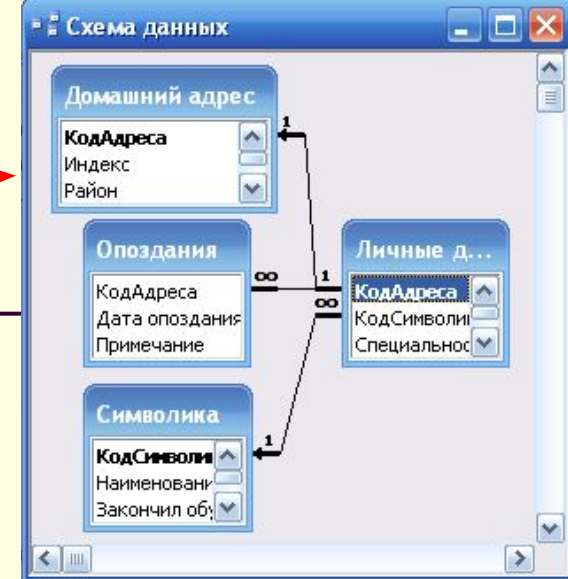 Схема данных
Домашний адрес
КодАдреса
Индекс
Район
1
Опоздания
КодАдреса
Дата опоздания
Примечание
∞
1
∞
Личные д...
КодАдреса
КодСимволи
Специальнос
Символика
КодСимволи
Наименовани
Закончил обу
1